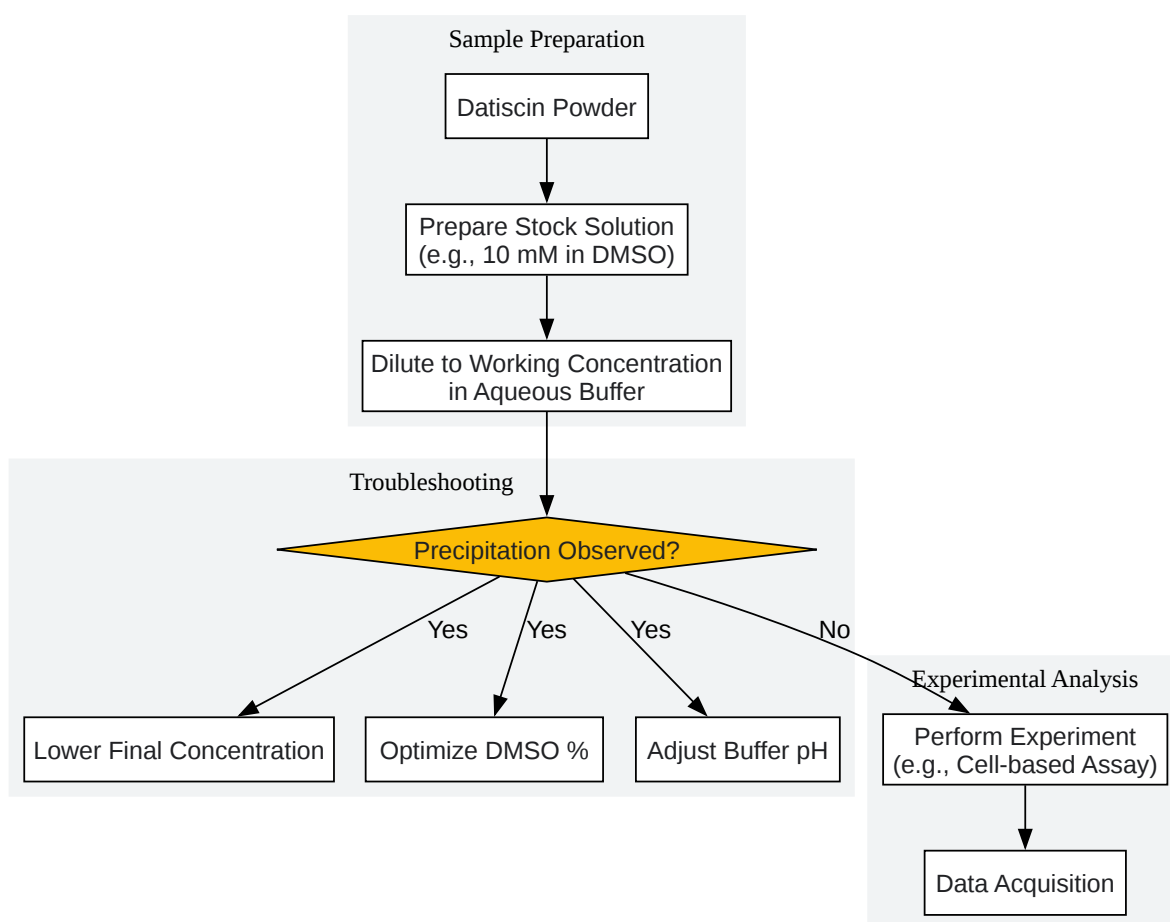 Sample Preparation
Datiscin Powder
Prepare Stock Solution
(e.g., 10 mM in DMSO)
Dilute to Working Concentration
in Aqueous Buffer
Troubleshooting
Precipitation Observed?
Yes
Yes
Yes
No
Lower Final Concentration
Optimize DMSO %
Adjust Buffer pH
Experimental Analysis
Perform Experiment
(e.g., Cell-based Assay)
Data Acquisition